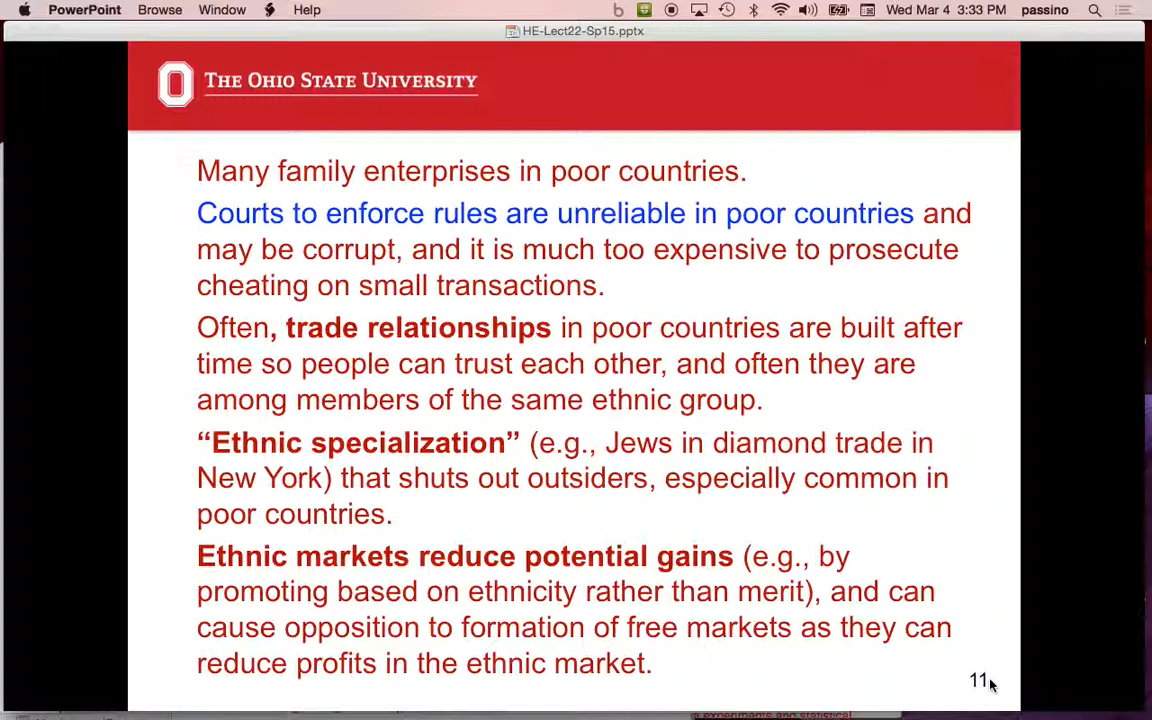 PowerPoint Browse Window Help Wed Mar 4 3:33 PM passino
HE-Lect22-Sp15.pptx
THE OHIO STATE UNIVERSITY
Many family enterprises in poor countries.
Courts to enforce rules are unreliable in poor countries and
may be corrupt, and it is much too expensive to prosecute
cheating on small transactions.
Often, trade relationships in poor countries are built after
time so people can trust each other, and often they are
among members of the same ethnic group.
“Ethnic specialization” (e.g., Jews in diamond trade in
New York) that shuts out outsiders, especially common in
poor countries.
Ethnic markets reduce potential gains (e.g., by
promoting based on ethnicity rather than merit), and can
cause opposition to formation of free markets as they can
reduce profits in the ethnic market.
11